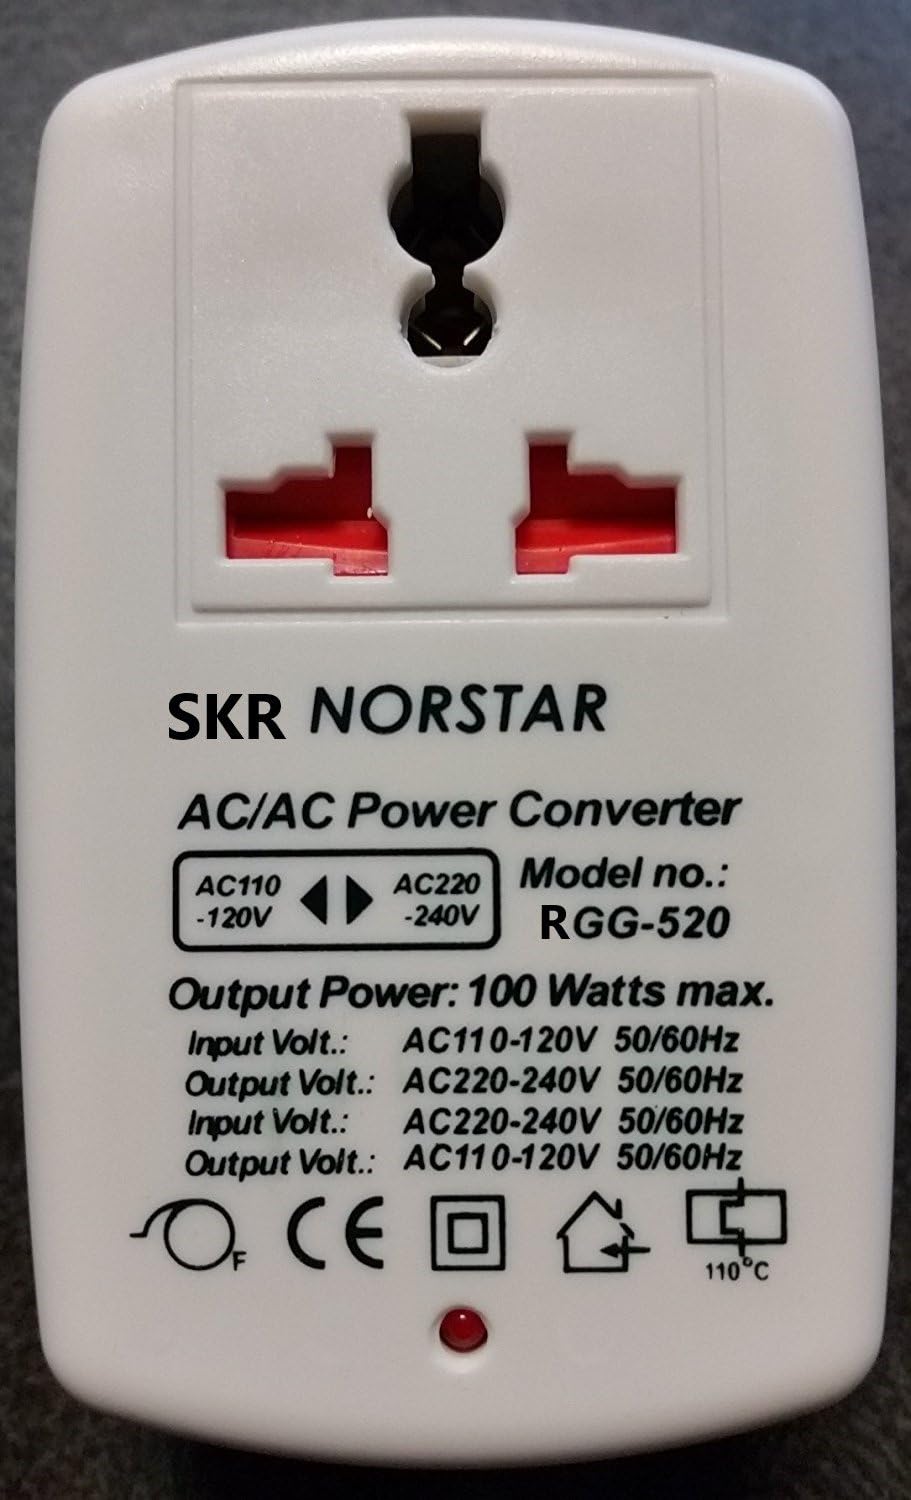 SKR NORSTAR
AC/AC Power Converter
AC110
-120V
AC220
-240V
Model no.:
RGG-520
Output Power: 100 Watts max.
Input Volt.: AC110-120V 50/60Hz
Output Volt.: AC220-240V 50/60Hz
Input Volt.: AC220-240V 50/60Hz
Output Volt.: AC110-120V 50/60Hz
F
CE
110°C